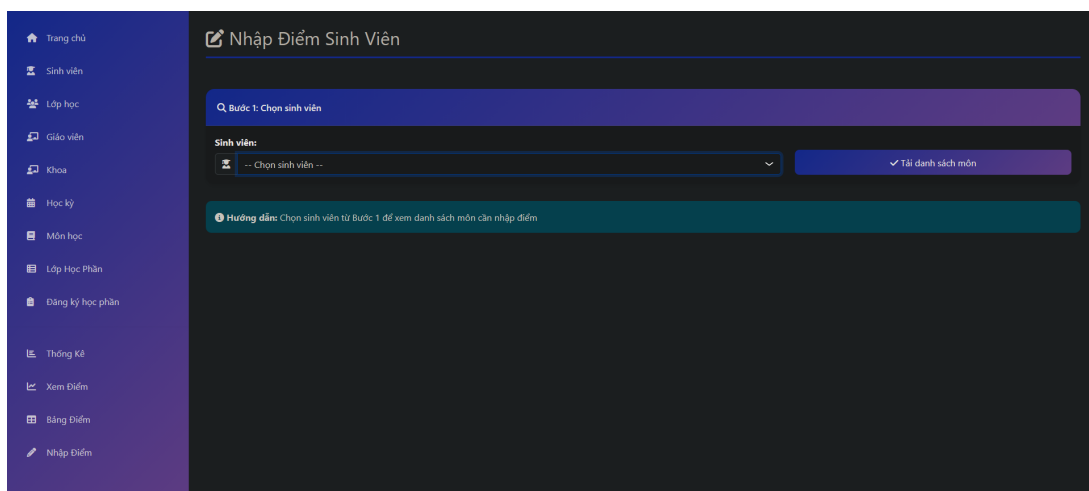 Trang chủ
Sinh viên
Lớp học
Giáo viên
Khoa
Học kỳ
Môn học
Lớp Học Phần
Đăng ký học phần
Thống Kê
Xem Điểm
Bảng Điểm
Nhập Điểm
Nhập Điểm Sinh Viên
Bước 1: Chọn sinh viên
Sinh viên:
-- Chọn sinh viên --
Tải danh sách môn
Hướng dẫn: Chọn sinh viên từ Bước 1 để xem danh sách môn cần nhập điểm